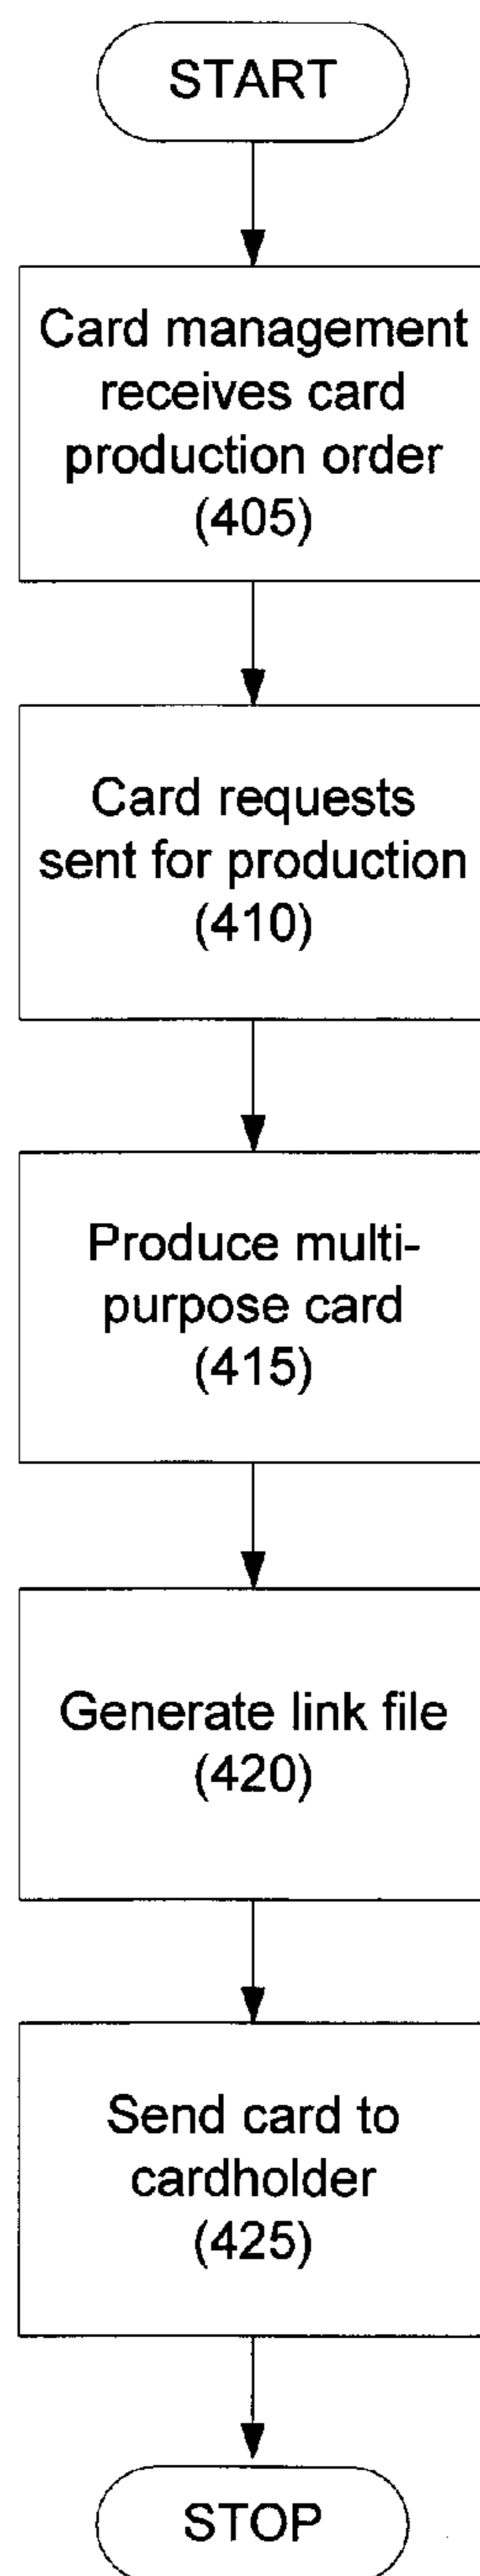 START
Card management
receives card
production order
(405)
Card requests
sent for production
(410)
Produce multi-
purpose card
(415)
Generate link file
(420)
Send card to
cardholder
(425)
STOP